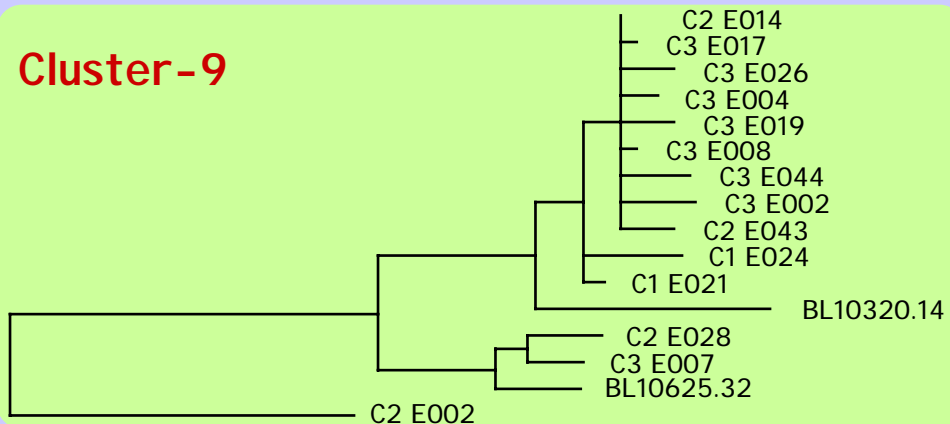 C2 E014
Cluster-9
C3 E017
C3 E026
C3 E004
C3 E019
C3 E008
C3 E044
C3 E002
C2 E043
C1 E024
C1 E021
BL10320.14
C2 E028
C3 E007
BL10625.32
C2 E002